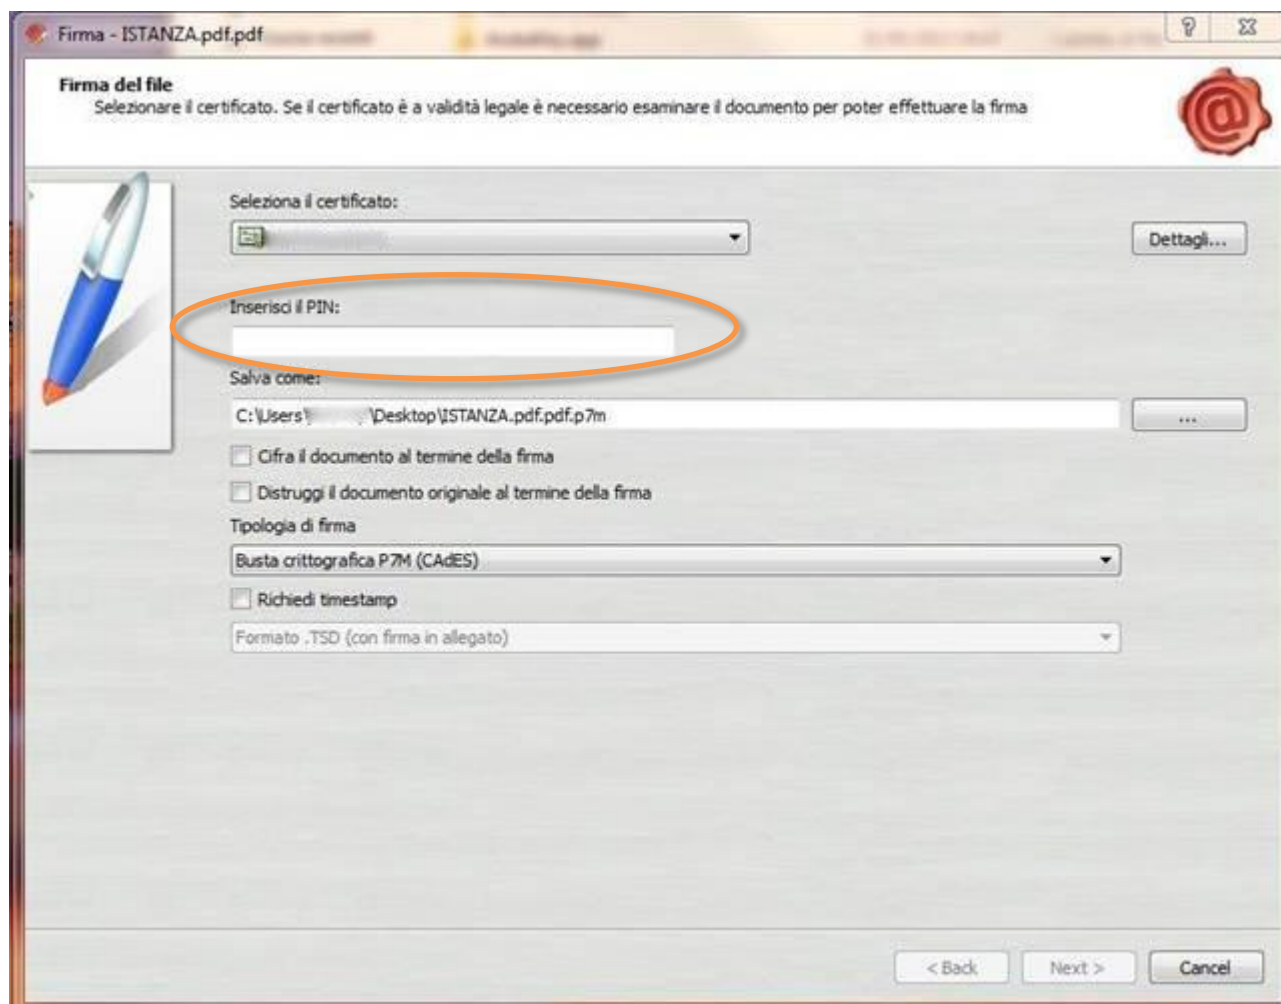 Firma - ISTANZA.pdf.pdf
Firma del file
Selezionare il certificato. Se il certificato è a validità legale è necessario esaminare il documento per poter effettuare la firma
Seleziona il certificato:
Dettagli...
Inserisci il PIN:
Salva come:
C:\Users\ \Desktop\ISTANZA.pdf.pdf.p7m
...
Cifra il documento al termine della firma
Distruggi il documento originale al termine della firma
Tipologia di firma
Busta crittografica P7M (CAdES)
Richiedi timestamp
Formato .TSD (con firma in allegato)
< Back Next > Cancel